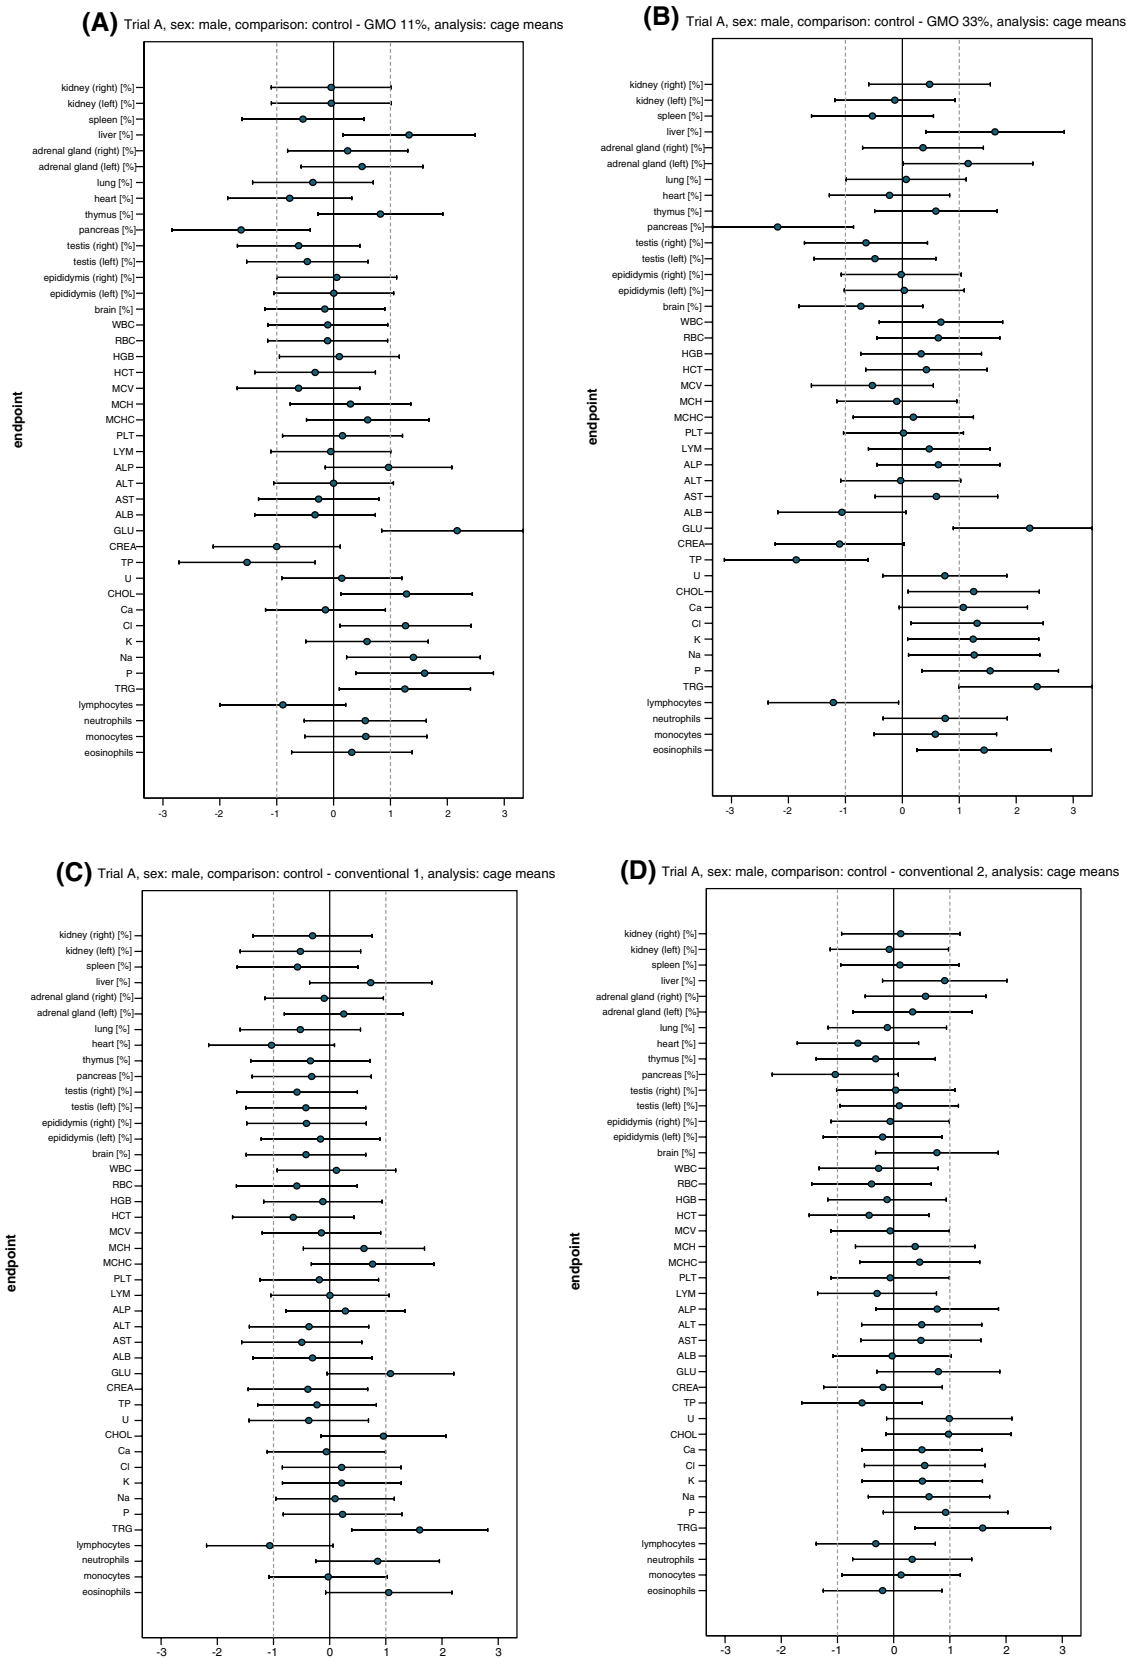 (A) Trial A, sex: male, comparison: control - GMO 11%, analysis: cage means
kidney (right) [%]
kidney (left) [%]
spleen [%]
liver [%]
adrenal gland (right) [%]
adrenal gland (left) [%]
lung [%]
heart [%]
thymus [%]
pancreas [%]
testis (right) [%]
testis (left) [%]
epididymis (right) [%]
epididymis (left) [%]
brain [%]
WBC
RBC
HGB
HCT
MCV
MCH
MCHC
PLT
LYM
ALP
ALT
AST
ALB
GLU
CREA
TP
U
CHOL
Ca
Cl
K
Na
P
TRG
lymphocytes
neutrophils
monocytes
eosinophils
endpoint
-3 -2 -1 0 1 2 3
(B) Trial A, sex: male, comparison: control - GMO 33%, analysis: cage means
kidney (right) [%]
kidney (left) [%]
spleen [%]
liver [%]
adrenal gland (right) [%]
adrenal gland (left) [%]
lung [%]
heart [%]
thymus [%]
pancreas [%]
testis (right) [%]
testis (left) [%]
epididymis (right) [%]
epididymis (left) [%]
brain [%]
WBC
RBC
HGB
HCT
MCV
MCH
MCHC
PLT
LYM
ALP
ALT
AST
ALB
GLU
CREA
TP
U
CHOL
Ca
Cl
K
Na
P
TRG
lymphocytes
neutrophils
monocytes
eosinophils
endpoint
-3 -2 -1 0 1 2 3
(C) Trial A, sex: male, comparison: control - conventional 1, analysis: cage means
kidney (right) [%]
kidney (left) [%]
spleen [%]
liver [%]
adrenal gland (right) [%]
adrenal gland (left) [%]
lung [%]
heart [%]
thymus [%]
pancreas [%]
testis (right) [%]
testis (left) [%]
epididymis (right) [%]
epididymis (left) [%]
brain [%]
WBC
RBC
HGB
HCT
MCV
MCH
MCHC
PLT
LYM
ALP
ALT
AST
ALB
GLU
CREA
TP
U
CHOL
Ca
Cl
K
Na
P
TRG
lymphocytes
neutrophils
monocytes
eosinophils
endpoint
-3 -2 -1 0 1 2 3
(D) Trial A, sex: male, comparison: control - conventional 2, analysis: cage means
kidney (right) [%]
kidney (left) [%]
spleen [%]
liver [%]
adrenal gland (right) [%]
adrenal gland (left) [%]
lung [%]
heart [%]
thymus [%]
pancreas [%]
testis (right) [%]
testis (left) [%]
epididymis (right) [%]
epididymis (left) [%]
brain [%]
WBC
RBC
HGB
HCT
MCV
MCH
MCHC
PLT
LYM
ALP
ALT
AST
ALB
GLU
CREA
TP
U
CHOL
Ca
Cl
K
Na
P
TRG
lymphocytes
neutrophils
monocytes
eosinophils
endpoint
-3 -2 -1 0 1 2 3